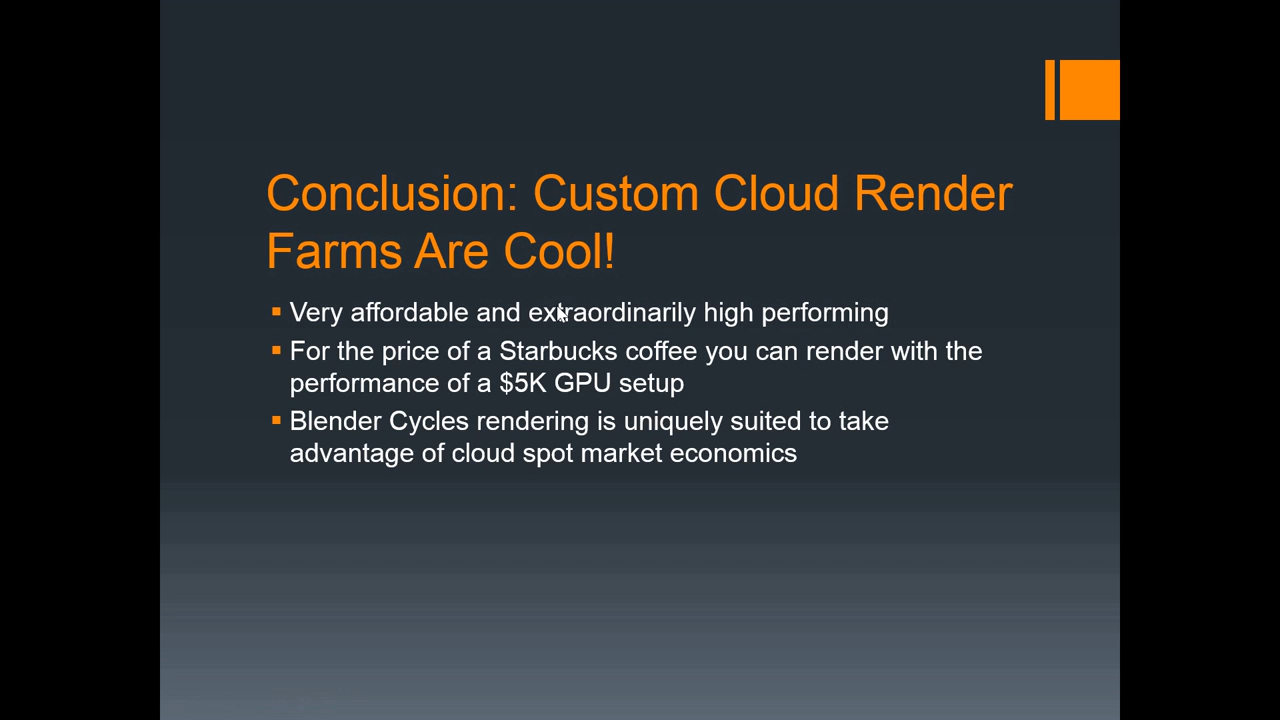 Conclusion: Custom Cloud Render
Farms Are Cool!
Very affordable and extraordinarily high performing
For the price of a Starbucks coffee you can render with the
performance of a $5K GPU setup
Blender Cycles rendering is uniquely suited to take
advantage of cloud spot market economics